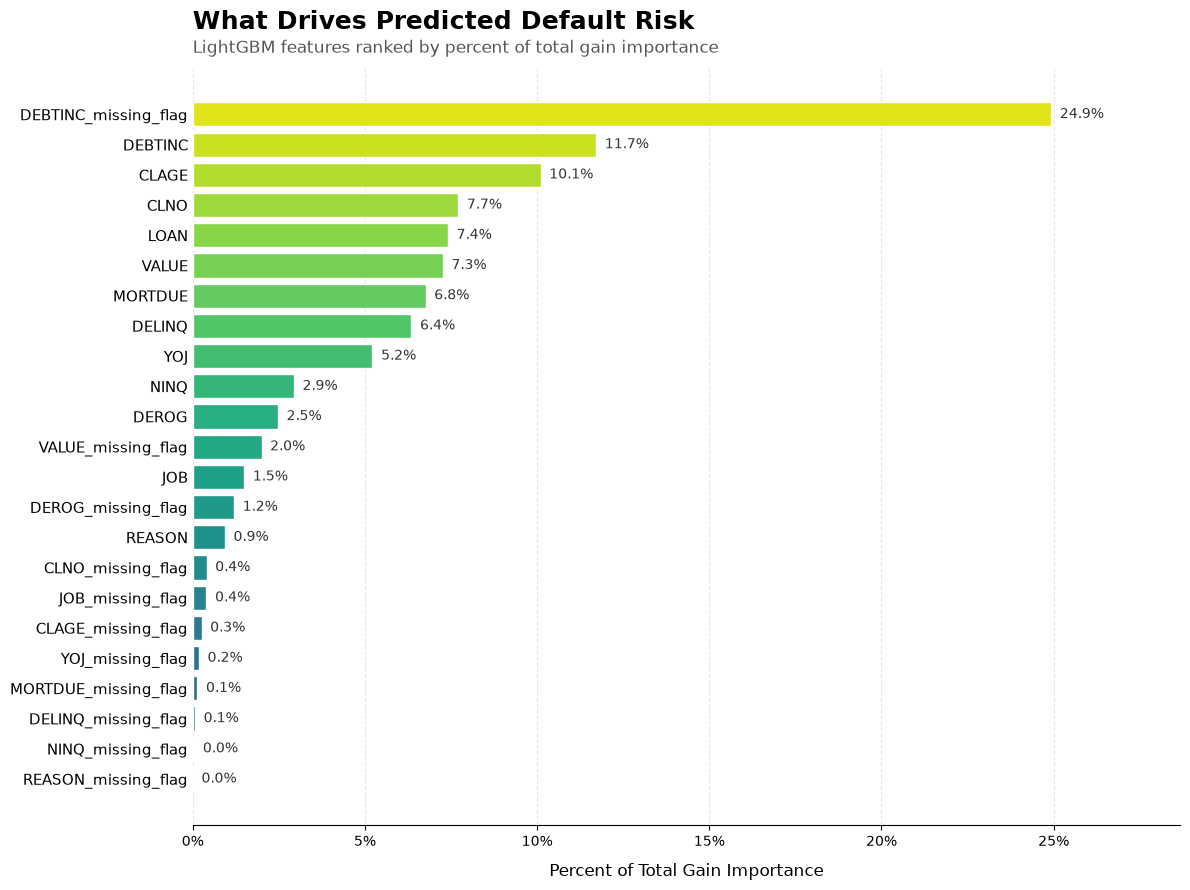 What Drives Predicted Default Risk
LightGBM features ranked by percent of total gain importance
DEBTINC_missing_flag 24.9%
DEBTINC 11.7%
CLAGE 10.1%
CLNO 7.7%
LOAN 7.4%
VALUE 7.3%
MORTDUE 6.8%
DELINQ 6.4%
YOJ 5.2%
NINQ 2.9%
DEROG 2.5%
VALUE_missing_flag 2.0%
JOB 1.5%
DEROG_missing_flag 1.2%
REASON 0.9%
CLNO_missing_flag 0.4%
JOB_missing_flag 0.4%
CLAGE_missing_flag 0.3%
YOJ_missing_flag 0.2%
MORTDUE_missing_flag 0.1%
DELINQ_missing_flag 0.1%
NINQ_missing_flag 0.0%
REASON_missing_flag 0.0%
0% 5% 10% 15% 20% 25%
Percent of Total Gain Importance